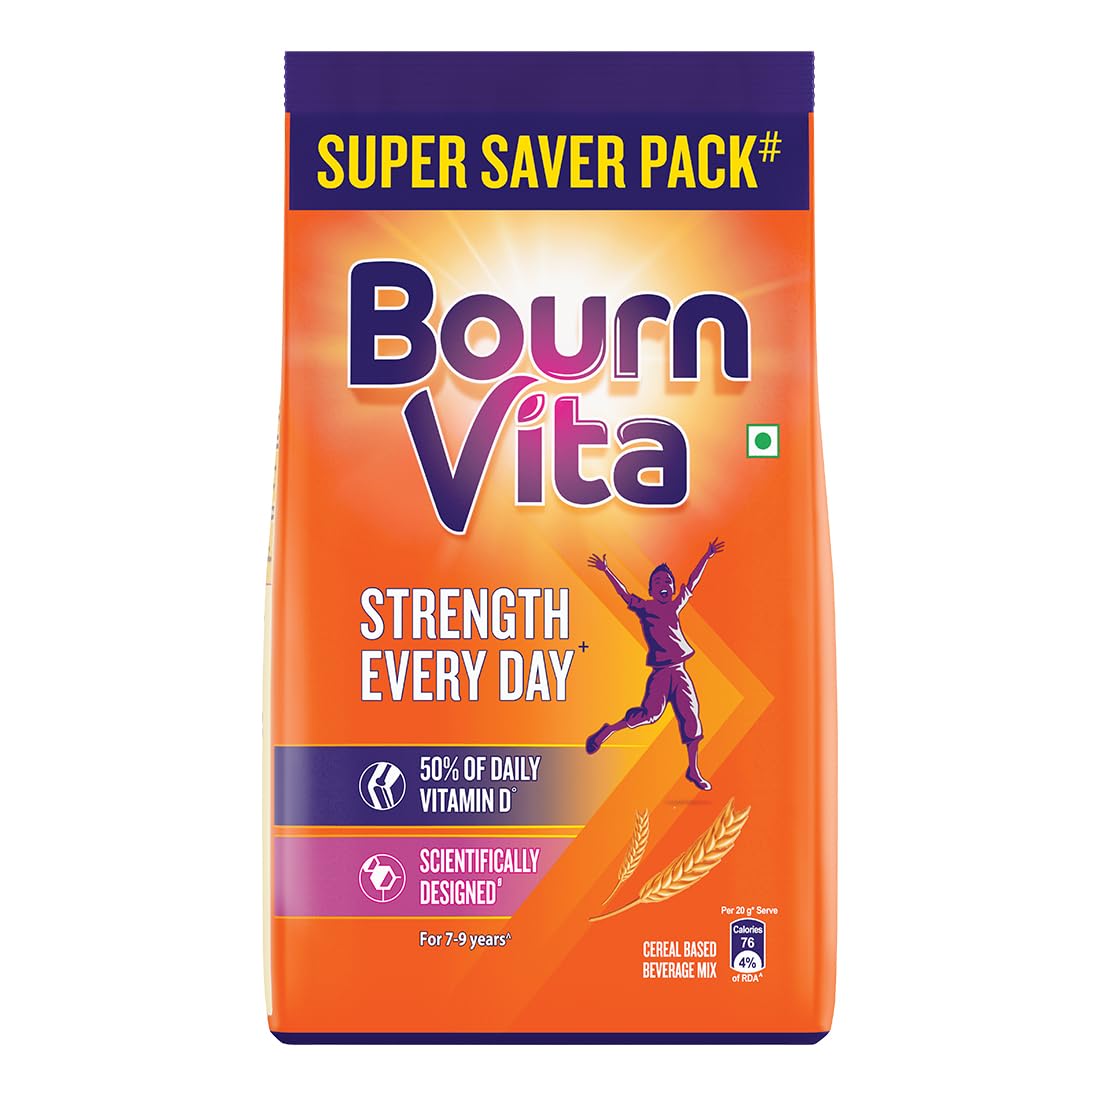 SUPER SAVER PACK#
Bourn
Vita
STRENGTH
EVERY DAY+
50% OF DAILY
VITAMIN D°
SCIENTIFICALLY
DESIGNED
For 7-9 years^
Per 20 g* Serve
Calories
76
4%
of RDA^
CEREAL BASED
BEVERAGE MIX